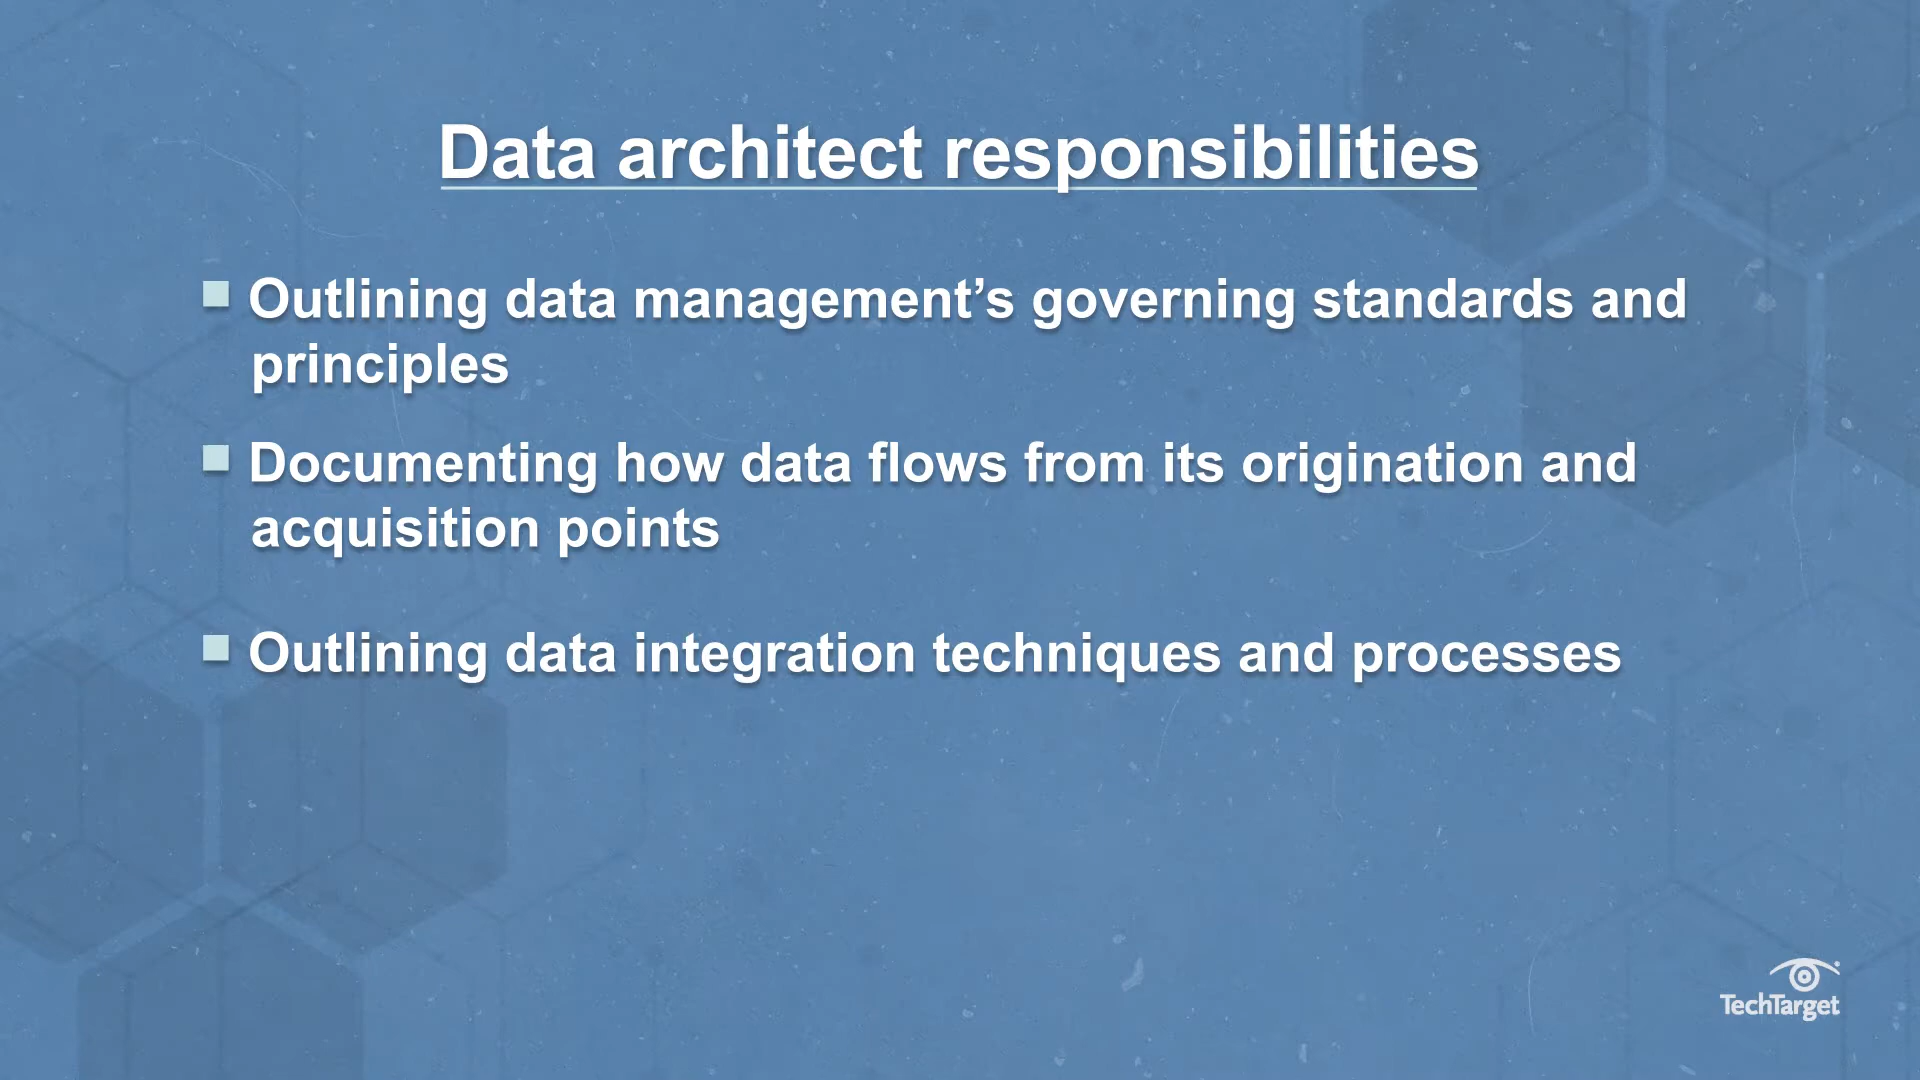 Data architect responsibilities
Outlining data management’s governing standards and
principles
Documenting how data flows from its origination and
acquisition points
Outlining data integration techniques and processes
TechTarget